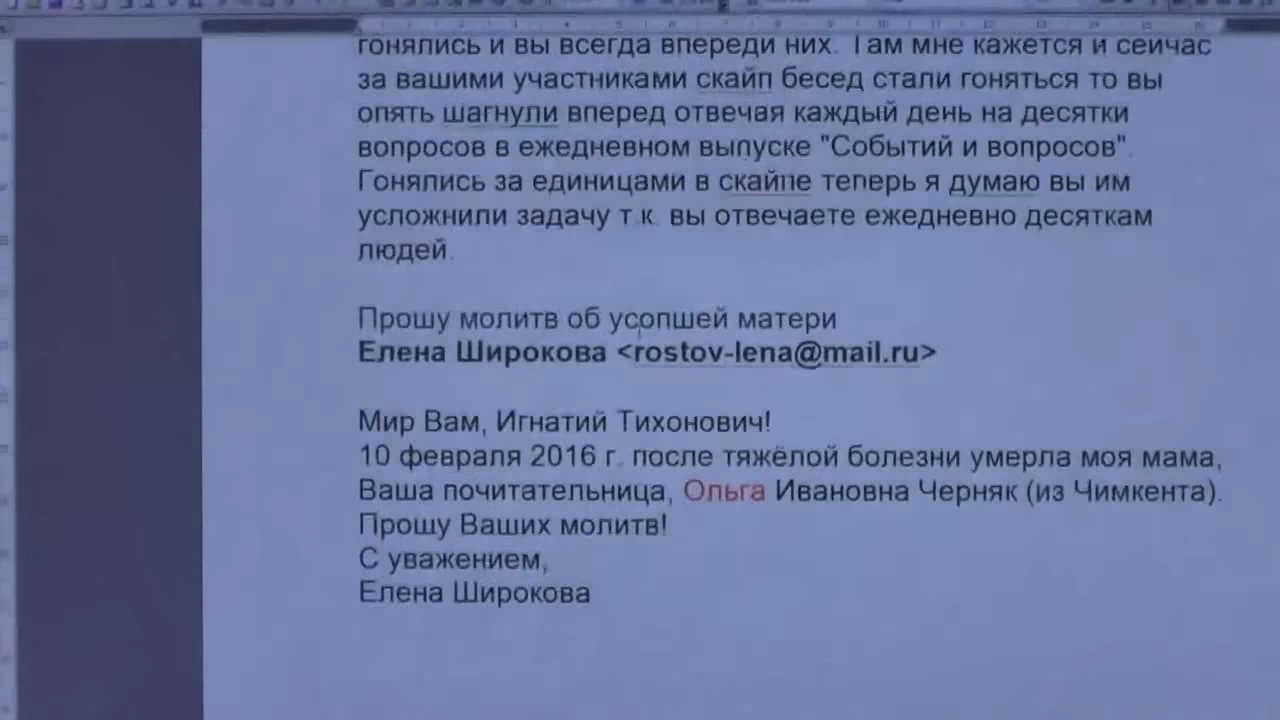 гонялись и вы всегда впереди них. Там мне кажется и сейчас
за вашими участниками скайп бесед стали гоняться то вы
опять шагнули вперед отвечая каждый день на десятки
вопросов в ежедневном выпуске "Событий и вопросов".
Гонялись за единицами в скайпе теперь я думаю вы им
усложнили задачу т.к. вы отвечаете ежедневно десяткам
людей.
Прошу молитв об усопшей матери
Елена Широкова <rostov-lena@mail.ru>
Мир Вам, Игнатий Тихонович!
10 февраля 2016 г. после тяжёлой болезни умерла моя мама,
Ваша почитательница, Ольга Ивановна Черняк (из Чимкента).
Прошу Ваших молитв!
С уважением,
Елена Широкова